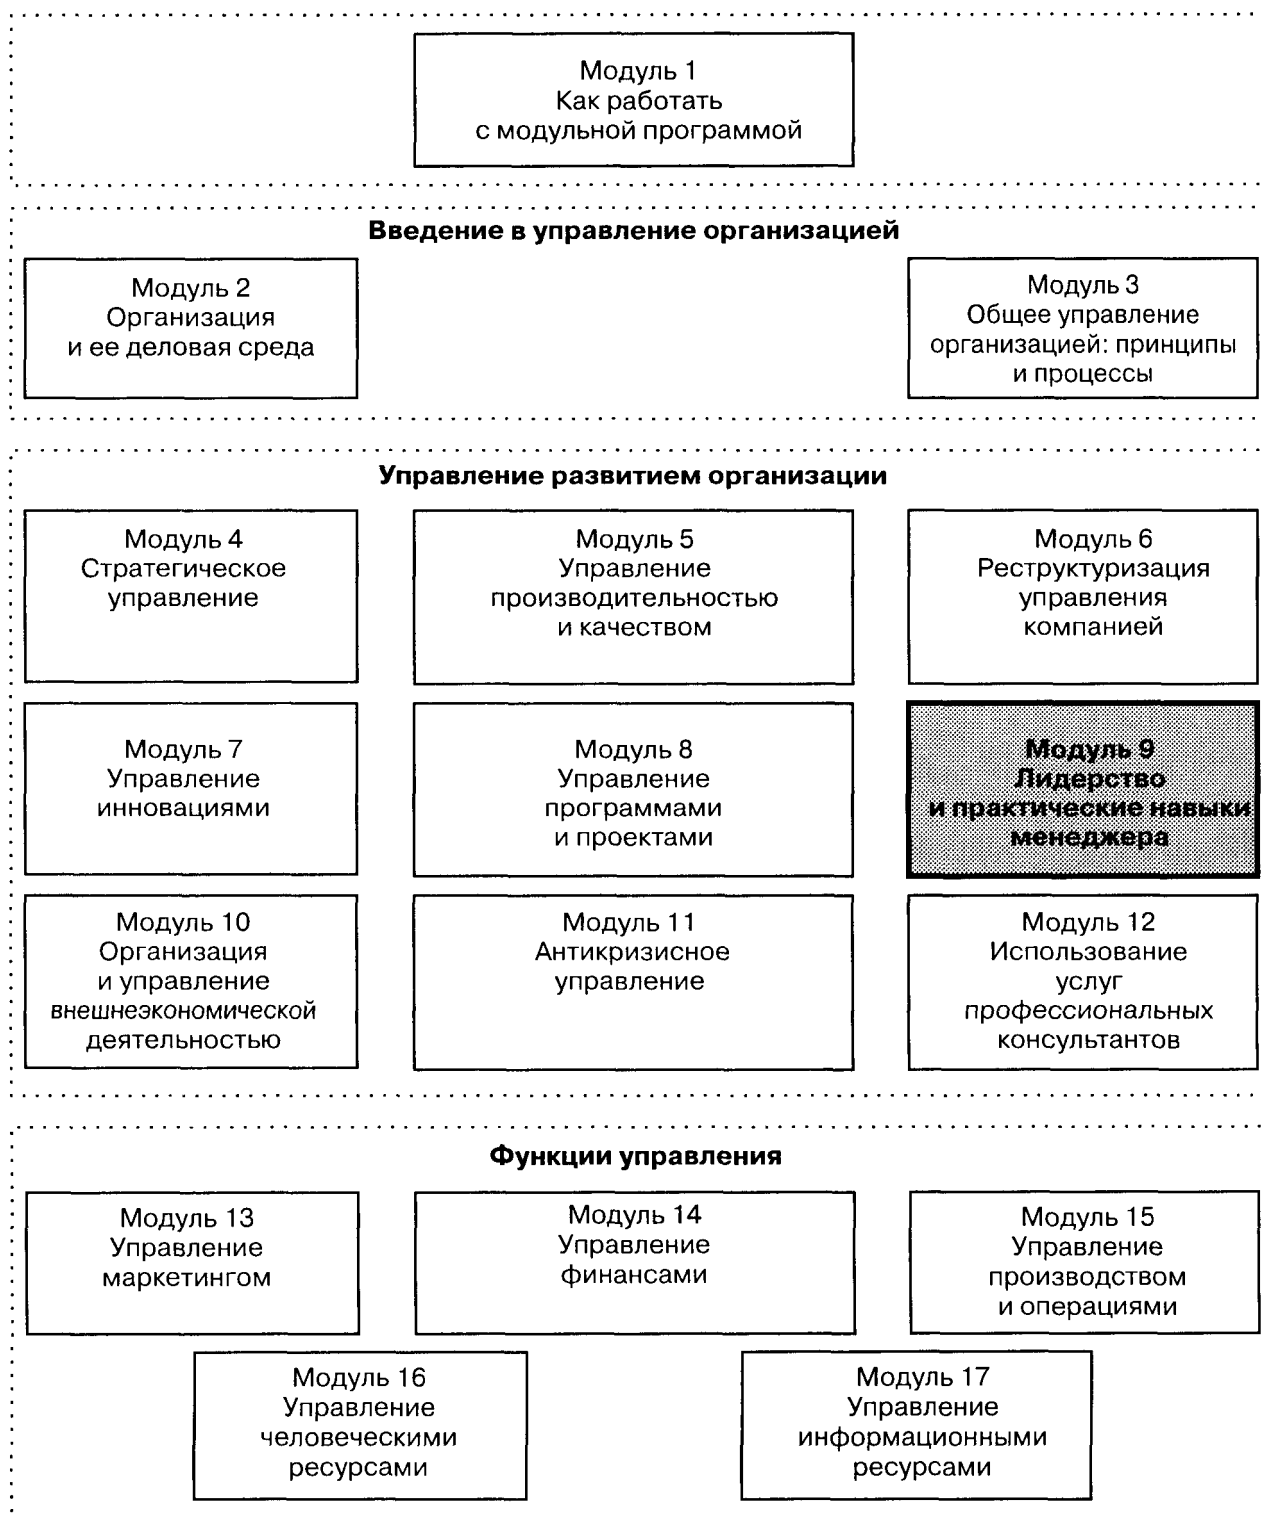 Модуль 1
Как работать
с модульной программой
Введение в управление организацией
Модуль 2
Организация
и ее деловая среда
Модуль 3
Общее управление
организацией: принципы
и процессы
Управление развитием организации
Модуль 4
Стратегическое
управление
Модуль 5
Управление
производительностью
и качеством
Модуль 6
Реструктуризация
управления
компанией
Модуль 7
Управление
инновациями
Модуль 8
Управление
программами
и проектами
Модуль 9
Лидерство
и практические навыки
менеджера
Модуль 10
Организация
и управление
внешнеэкономической
деятельностью
Модуль 11
Антикризисное
управление
Модуль 12
Использование
услуг
профессиональных
консультантов
Функции управления
Модуль 13
Управление
маркетингом
Модуль 14
Управление
финансами
Модуль 15
Управление
производством
и операциями
Модуль 16
Управление
человеческими
ресурсами
Модуль 17
Управление
информационными
ресурсами